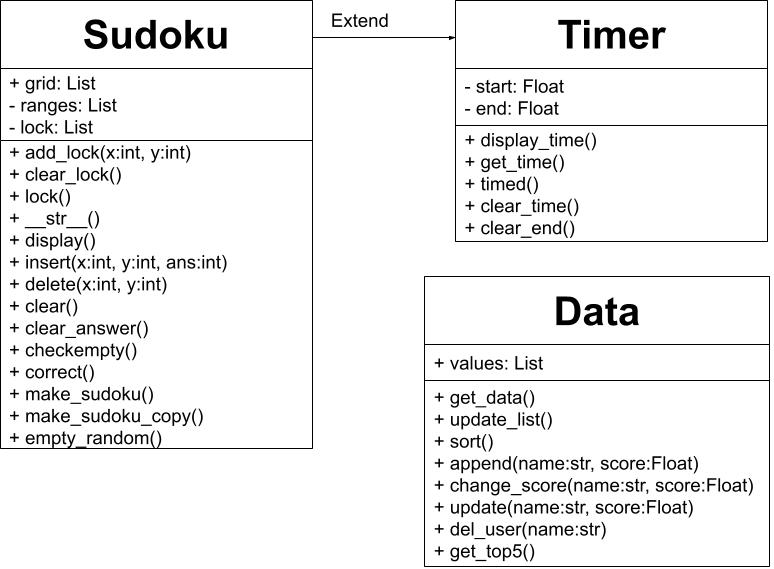 Sudoku
+ grid: List
- ranges: List
- lock: List
+ add_lock(x:int, y:int)
+ clear_lock()
+ lock()
+ __str__()
+ display()
+ insert(x:int, y:int, ans:int)
+ delete(x:int, y:int)
+ clear()
+ clear_answer()
+ checkempty()
+ correct()
+ make_sudoku()
+ make_sudoku_copy()
+ empty_random()
Extend
Timer
- start: Float
- end: Float
+ display_time()
+ get_time()
+ timed()
+ clear_time()
+ clear_end()
Data
+ values: List
+ get_data()
+ update_list()
+ sort()
+ append(name:str, score:Float)
+ change_score(name:str, score:Float)
+ update(name:str, score:Float)
+ del_user(name:str)
+ get_top5()